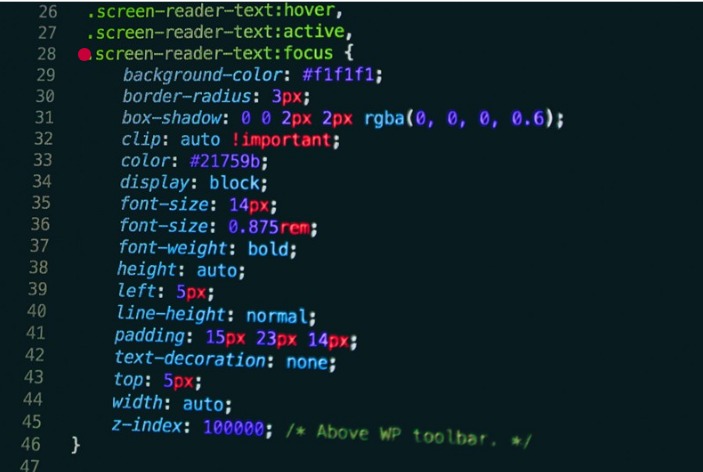 26 .screen-reader-text:hover,
27 .screen-reader-text:active,
28 .screen-reader-text:focus {
29 background-color: #f1f1f1;
30 border-radius: 3px;
31 box-shadow: 0 0 2px 2px rgba(0, 0, 0, 0.6);
32 clip: auto !important;
33 color: #21759b;
34 display: block;
35 font-size: 14px;
36 font-size: 0.875rem;
37 font-weight: bold;
38 height: auto;
39 left: 5px;
40 line-height: normal;
41 padding: 15px 23px 14px;
42 text-decoration: none;
43 top: 5px;
44 width: auto;
45 z-index: 100000; /* Above WP toolbar. */
46 }
47